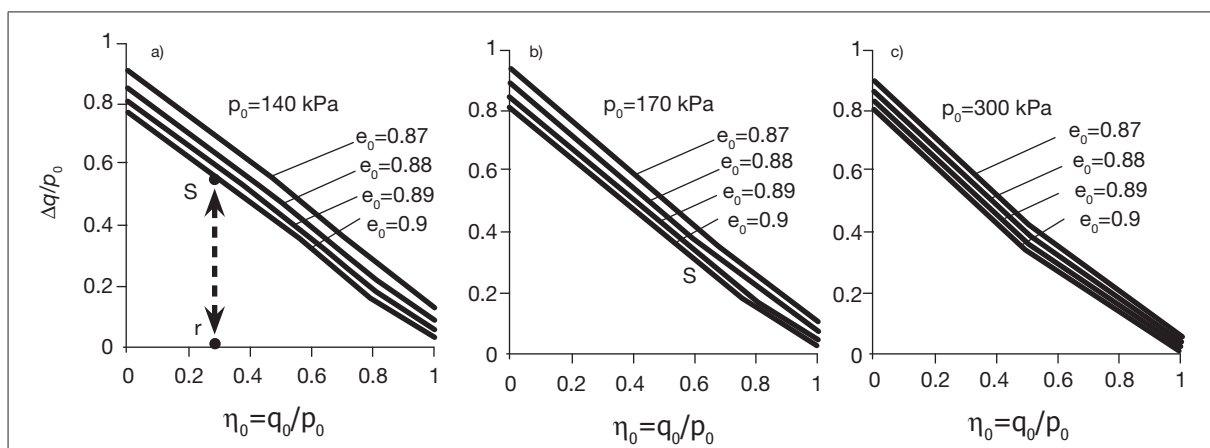 a)
p₀=140 kPa
e₀=0.87
e₀=0.88
e₀=0.89
e₀=0.9
S
r
Δq/p₀
1
0.8
0.6
0.4
0.2
0
0 0.2 0.4 0.6 0.8 1
η₀=q₀/p₀
b)
p₀=170 kPa
e₀=0.87
e₀=0.88
e₀=0.89
e₀=0.9
S
1
0.8
0.6
0.4
0.2
0
0 0.2 0.4 0.6 0.8 1
η₀=q₀/p₀
c)
p₀=300 kPa
e₀=0.87
e₀=0.88
e₀=0.89
e₀=0.9
1
0.8
0.6
0.4
0.2
0
0 0.2 0.4 0.6 0.8 1
η₀=q₀/p₀